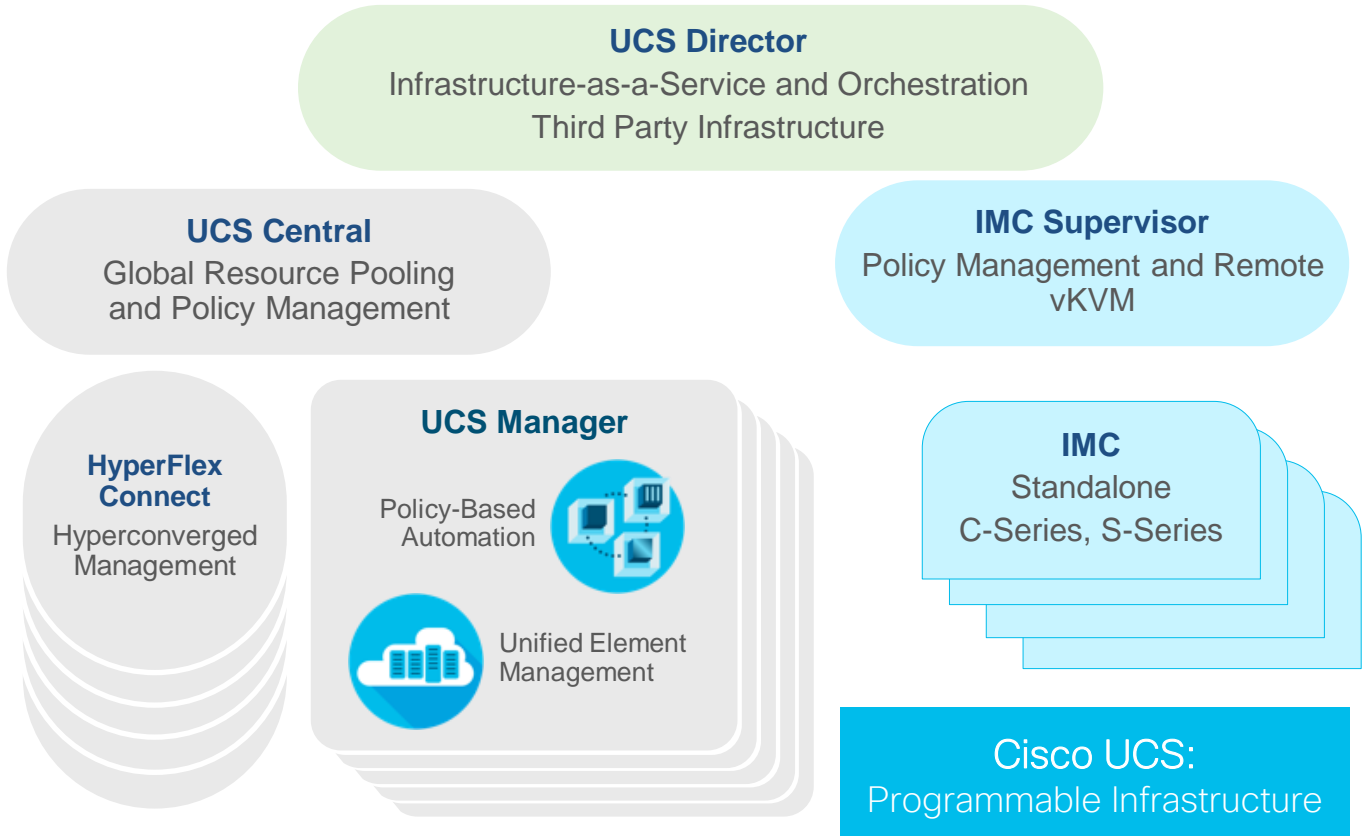 UCS Director
Infrastructure-as-a-Service and Orchestration
Third Party Infrastructure
UCS Central
Global Resource Pooling
and Policy Management
IMC Supervisor
Policy Management and Remote
vKVM
HyperFlex
Connect
Hyperconverged
Management
UCS Manager
Policy-Based
Automation
Unified Element
Management
IMC
Standalone
C-Series, S-Series
Cisco UCS:
Programmable Infrastructure